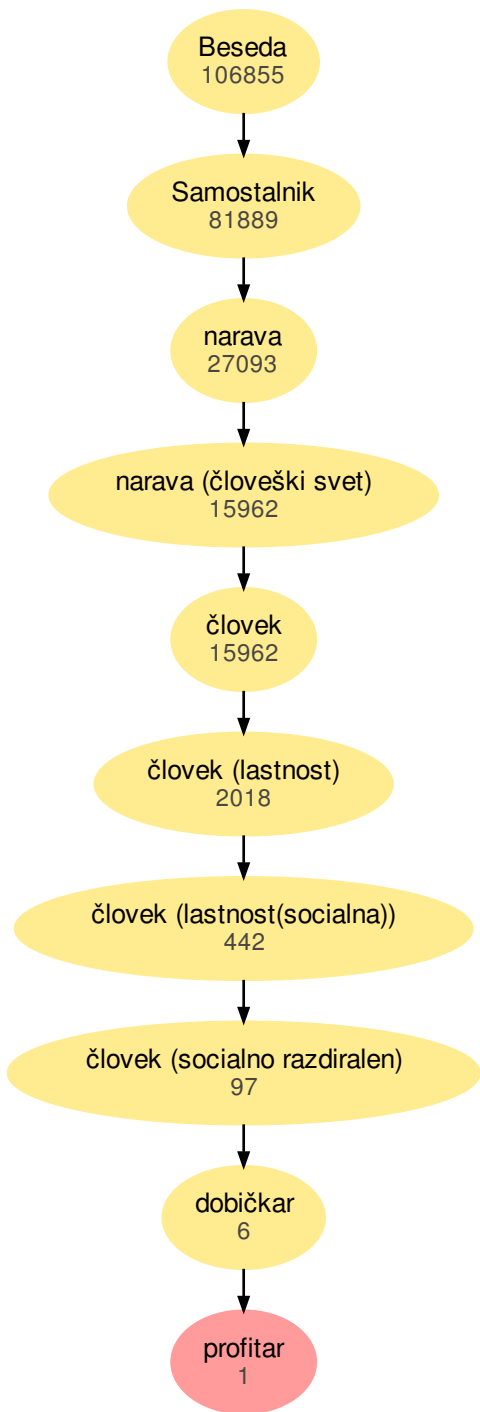 Beseda
106855
Samostalnik
81889
narava
27093
narava (človeški svet)
15962
človek
15962
človek (lastnost)
2018
človek (lastnost(socialna))
442
človek (socialno razdiralen)
97
dobičkar
6
profitar
1